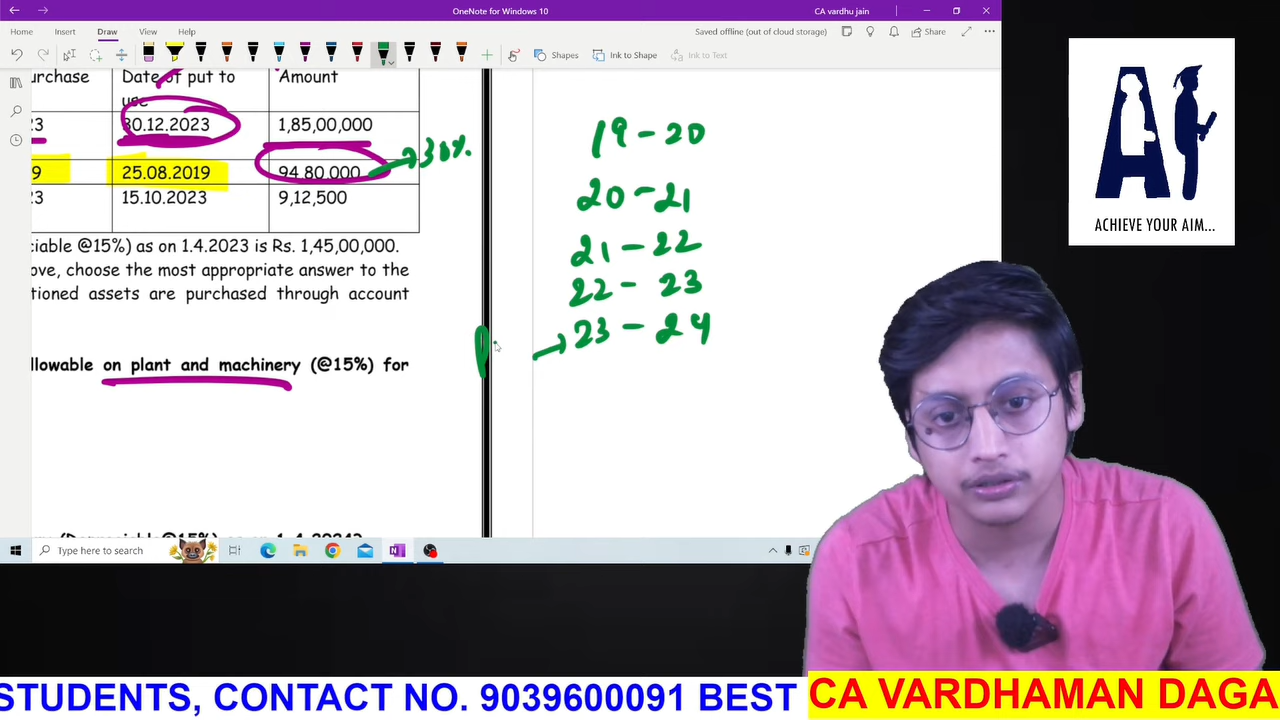 OneNote for Windows 10
CA vardhu jain
Home Insert Draw View Help
Saved offline (out of cloud storage)
Share
Shapes
Ink to Shape
Ink to Text
urchase Date of put to use Amount
23 30.12.2023 1,85,00,000
9 25.08.2019 94,80,000 30%
23 15.10.2023 9,12,500
ciable @15%) as on 1.4.2023 is Rs. 1,45,00,000.
ove, choose the most appropriate answer to the
tioned assets are purchased through account
llowable on plant and machinery (@15%) for
19 - 20
20 - 21
21 - 22
22 - 23
23 - 24
P
Type here to search
ACHIEVE YOUR AIM...
STUDENTS, CONTACT NO. 9039600091 BEST CA VARDHAMAN DAGA